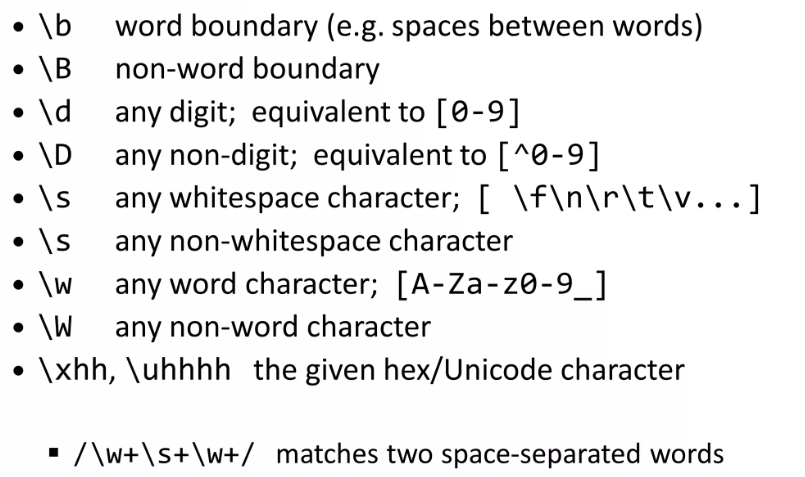 • \b word boundary (e.g. spaces between words)
• \B non-word boundary
• \d any digit; equivalent to [0-9]
• \D any non-digit; equivalent to [^0-9]
• \s any whitespace character; [ \f\n\r\t\v...]
• \s any non-whitespace character
• \w any word character; [A-Za-z0-9_]
• \W any non-word character
• \xhh, \uhhhh the given hex/Unicode character
▪ /\w+\s+\w+/ matches two space-separated words